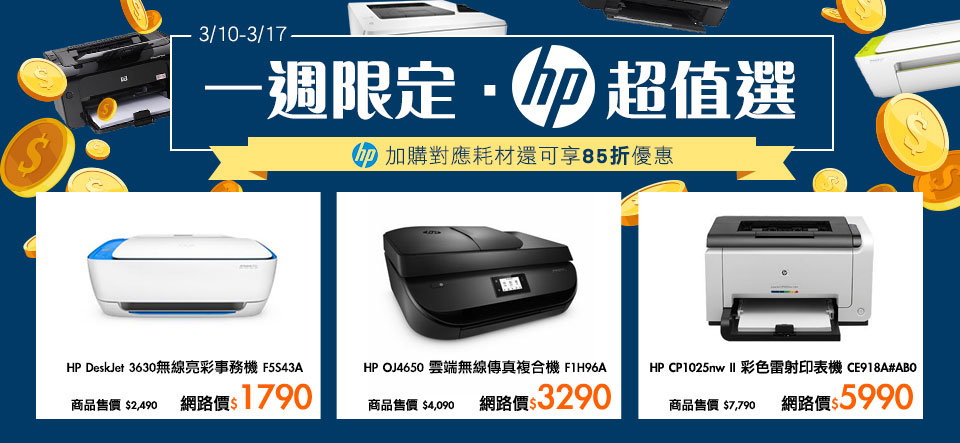 3/10-3/17
一週限定・hp超值選
hp 加購對應耗材還可享85折優惠
HP DeskJet 3630無線亮彩事務機 F5S43A
商品售價 $2,490 網路價$1790
HP OJ4650 雲端無線傳真複合機 F1H96A
商品售價 $4,090 網路價$3290
HP CP1025nw II 彩色雷射印表機 CE918A#AB0
商品售價 $7,790 網路價$5990